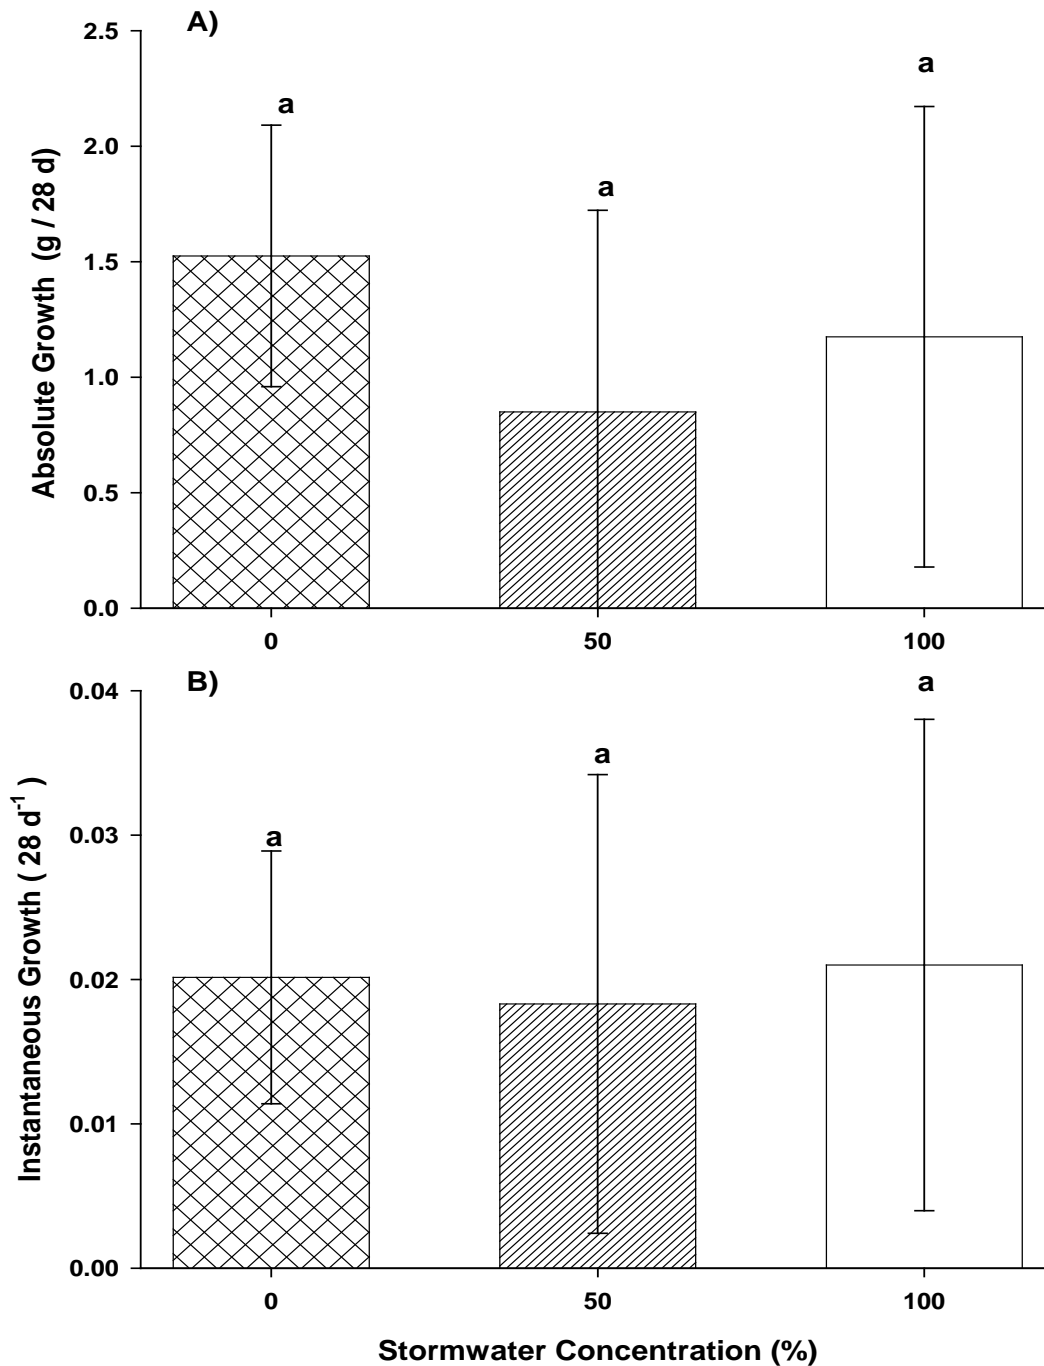 A)
Absolute Growth (g / 28 d)
2.5
2.0
1.5
1.0
0.5
0.0
a
a
a
0
50
100
B)
Instantaneous Growth ( 28 d⁻¹ )
0.04
0.03
0.02
0.01
0.00
a
a
a
0
50
100
Stormwater Concentration (%)